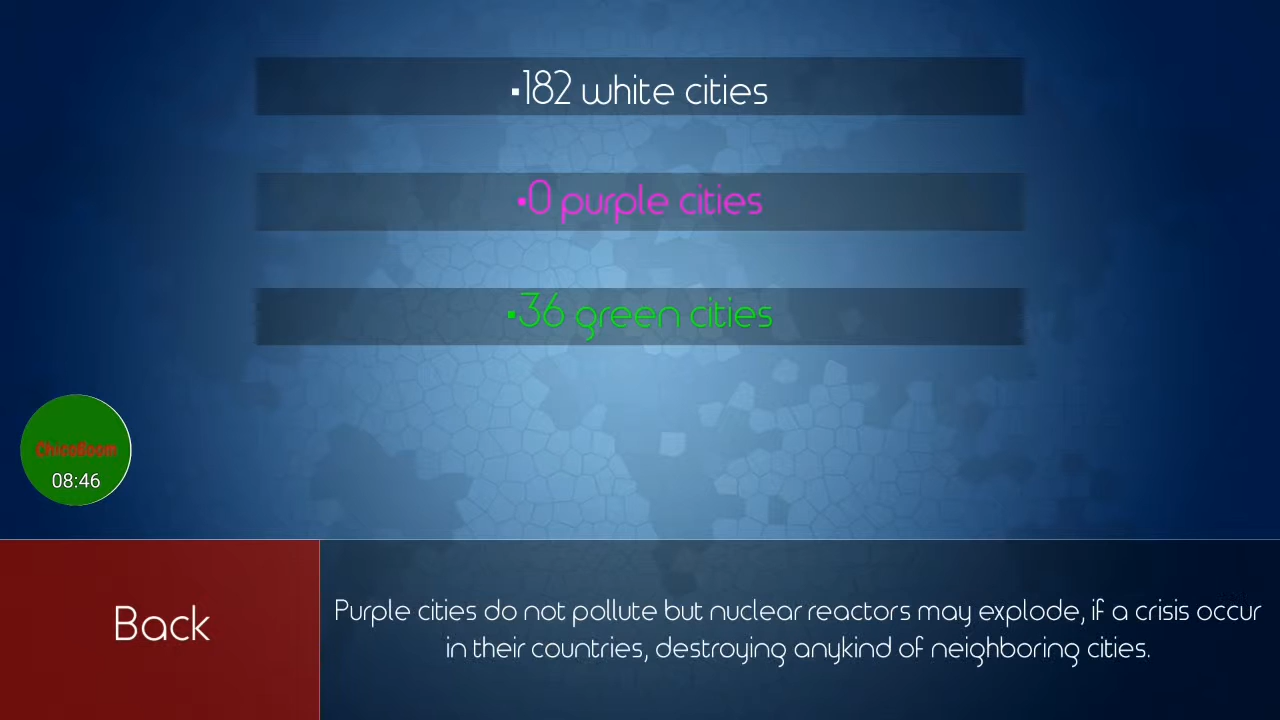 •182 white cities
•0 purple cities
•36 green cities
ChicoBoom
08:46
Back
Purple cities do not pollute but nuclear reactors may explode, if a crisis occur
in their countries, destroying anykind of neighboring cities.